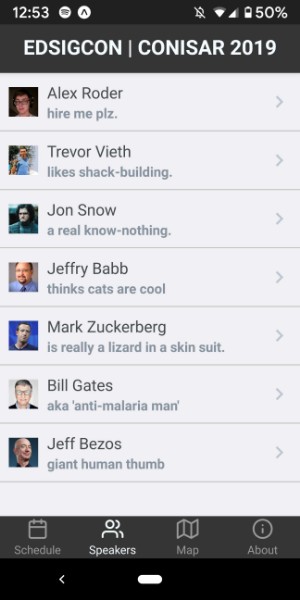 12:53 50%
EDSIGCON | CONISAR 2019
Alex Roder
hire me plz.
Trevor Vieth
likes shack-building.
Jon Snow
a real know-nothing.
Jeffry Babb
thinks cats are cool
Mark Zuckerberg
is really a lizard in a skin suit.
Bill Gates
aka 'anti-malaria man'
Jeff Bezos
giant human thumb
Schedule Speakers Map About